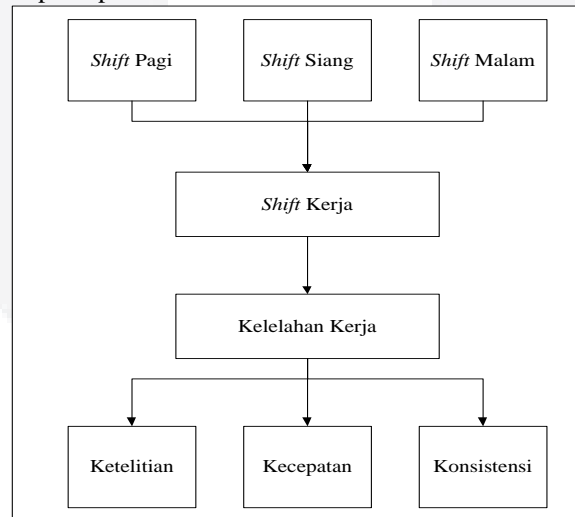 Shift Pagi
Shift Siang
Shift Malam
Shift Kerja
Kelelahan Kerja
Ketelitian
Kecepatan
Konsistensi